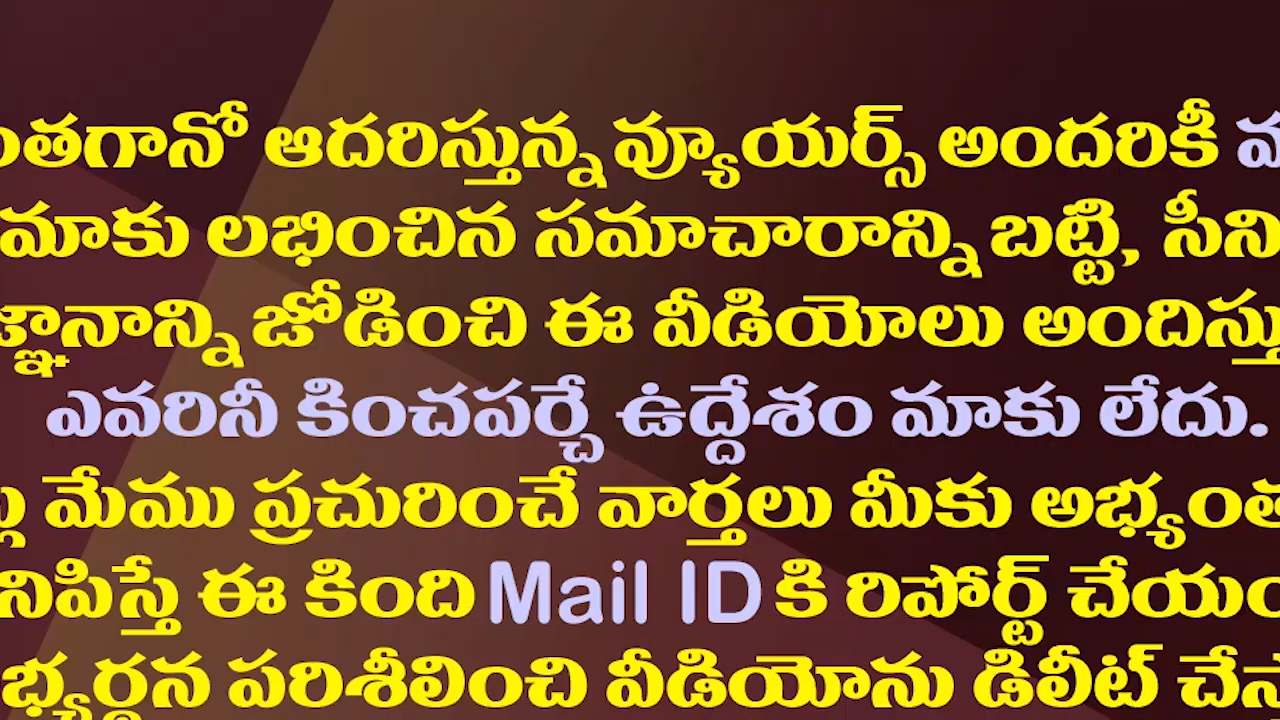 ంతగానో ఆదరిస్తున్న వ్యూయర్స్ అందరికీ
మాకు లభించిన సమాచారాన్ని బట్టి, సీని
జ్ఞానాన్ని జోడించి ఈ వీడియోలు అందిస్తు
ఎవరినీ కించపర్చే ఉద్దేశం మాకు లేదు.
మేము ప్రచురించే వార్తలు మీకు అభ్యంత
నిపిస్తే ఈ కింది Mail ID కి రిపోర్ట్ చేయం
భ్యర్థన పరిశీలించి వీడియోను డిలీట్ చేస